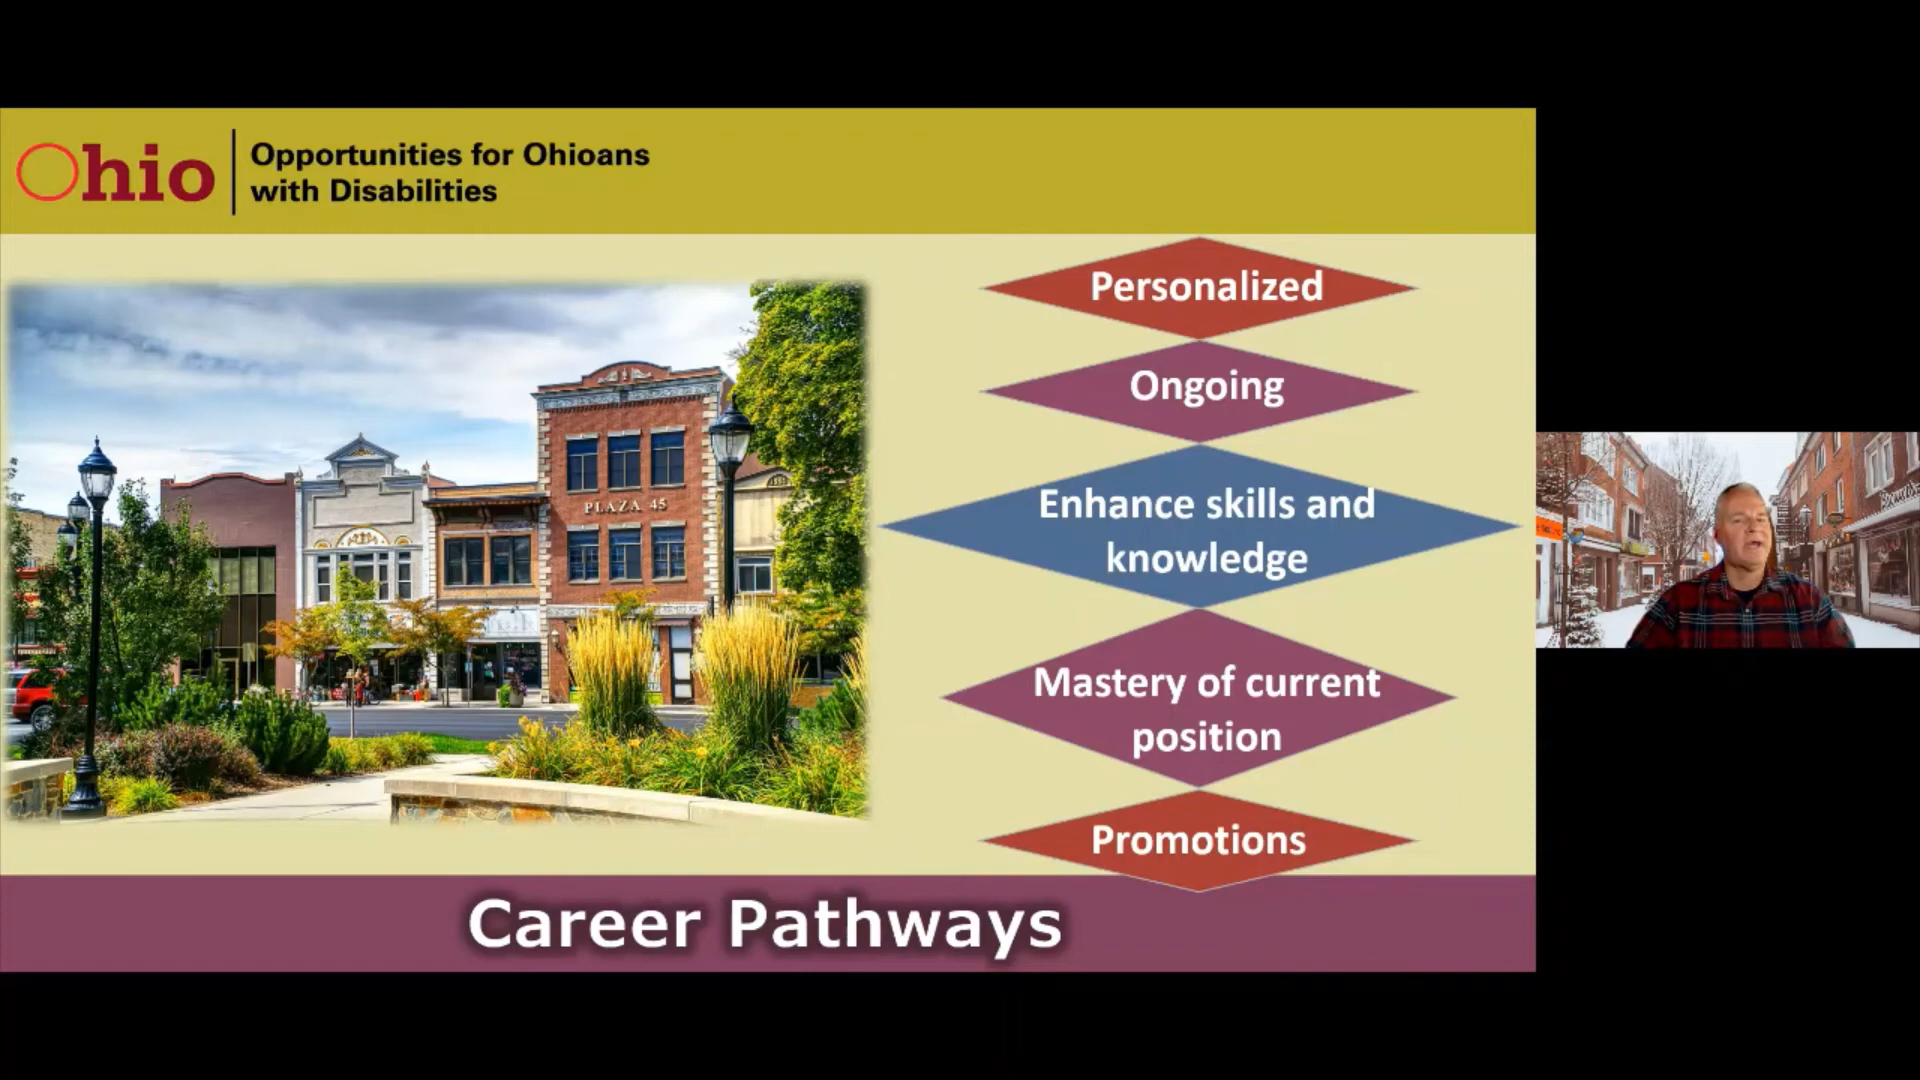 Ohio
Opportunities for Ohioans
with Disabilities
PLAZA 45
Personalized
Ongoing
Enhance skills and
knowledge
Mastery of current
position
Promotions
Career Pathways